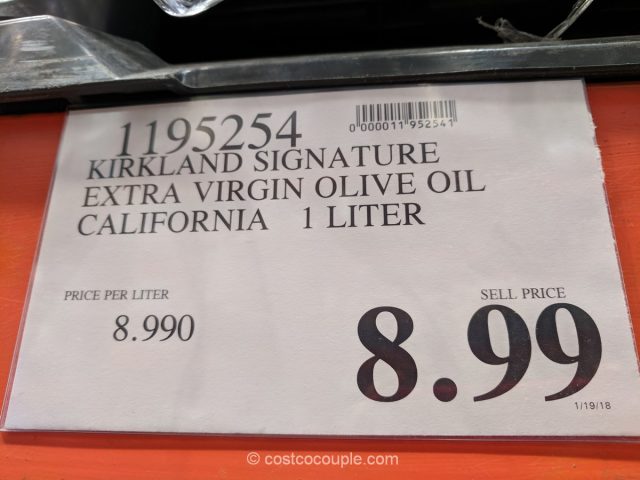 1195254
0"000011"952541
KIRKLAND SIGNATURE
EXTRA VIRGIN OLIVE OIL
CALIFORNIA 1 LITER
PRICE PER LITER
8.990
SELL PRICE
8.99
1/19/18
© costcocouple.com